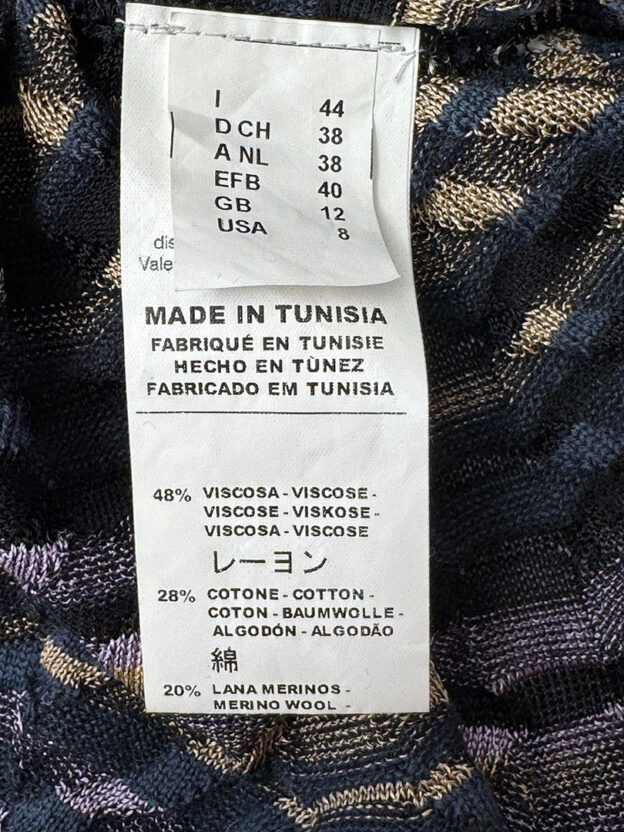 I 44
D CH 38
A NL 38
EFB 40
GB 12
USA 8
MADE IN TUNISIA
FABRIQUÉ EN TUNISIE
HECHO EN TÙNEZ
FABRICADO EM TUNISIA
48% VISCOSA - VISCOSE -
VISCOSE - VISKOSE -
VISCOSA - VISCOSE
レーヨン
28% COTONE - COTTON -
COTON - BAUMWOLLE -
ALGODÓN - ALGODÃO
綿
20% LANA MERINOS -
MERINO WOOL -